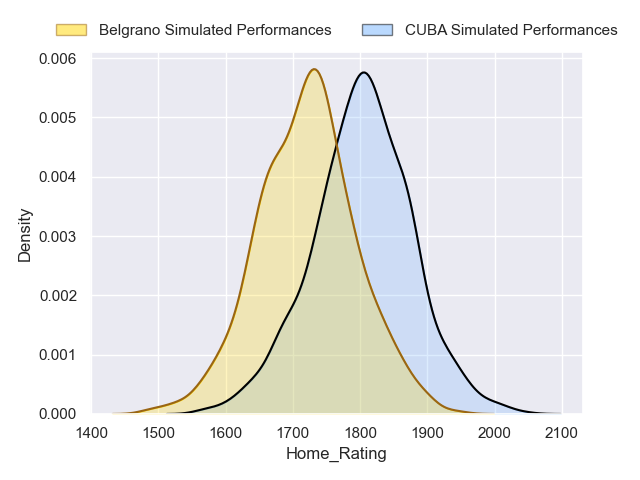 Belgrano Simulated Performances
CUBA Simulated Performances
0.006
0.005
0.004
0.003
0.002
0.001
0.000
Density
1400 1500 1600 1700 1800 1900 2000 2100
Home_Rating